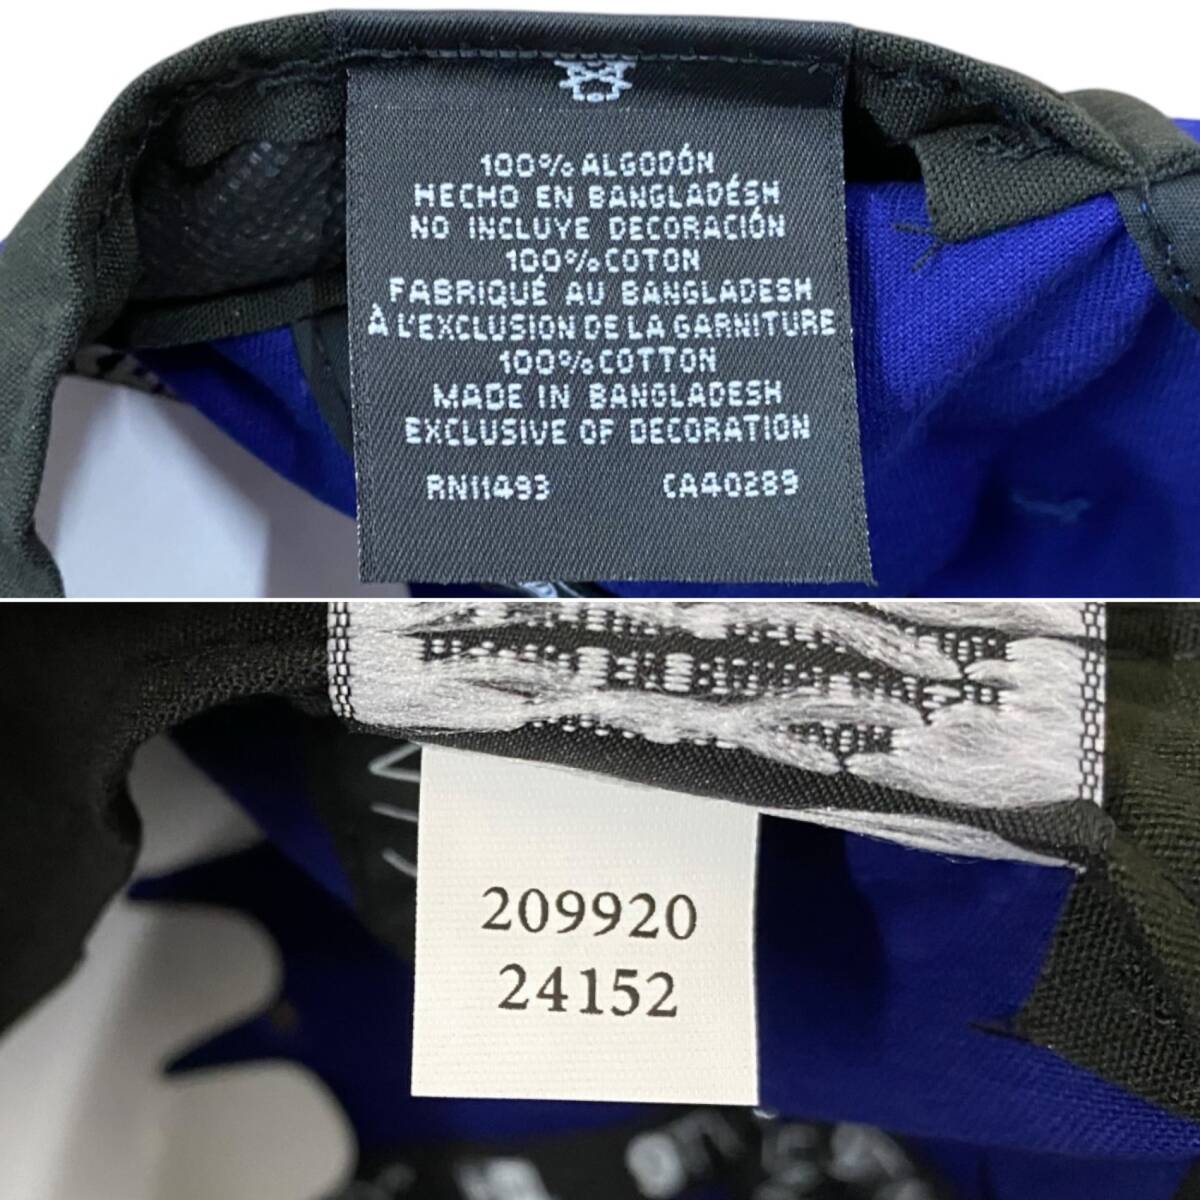 100% ALGODÓN
HECHO EN BANGLADÉSH
NO INCLUYE DECORACIÓN
100% COTON
FABRIQUÉ AU BANGLADESH
À L'EXCLUSION DE LA GARNITURE
100% COTTON
MADE IN BANGLADESH
EXCLUSIVE OF DECORATION
RN11493 CA40289
209920
24152